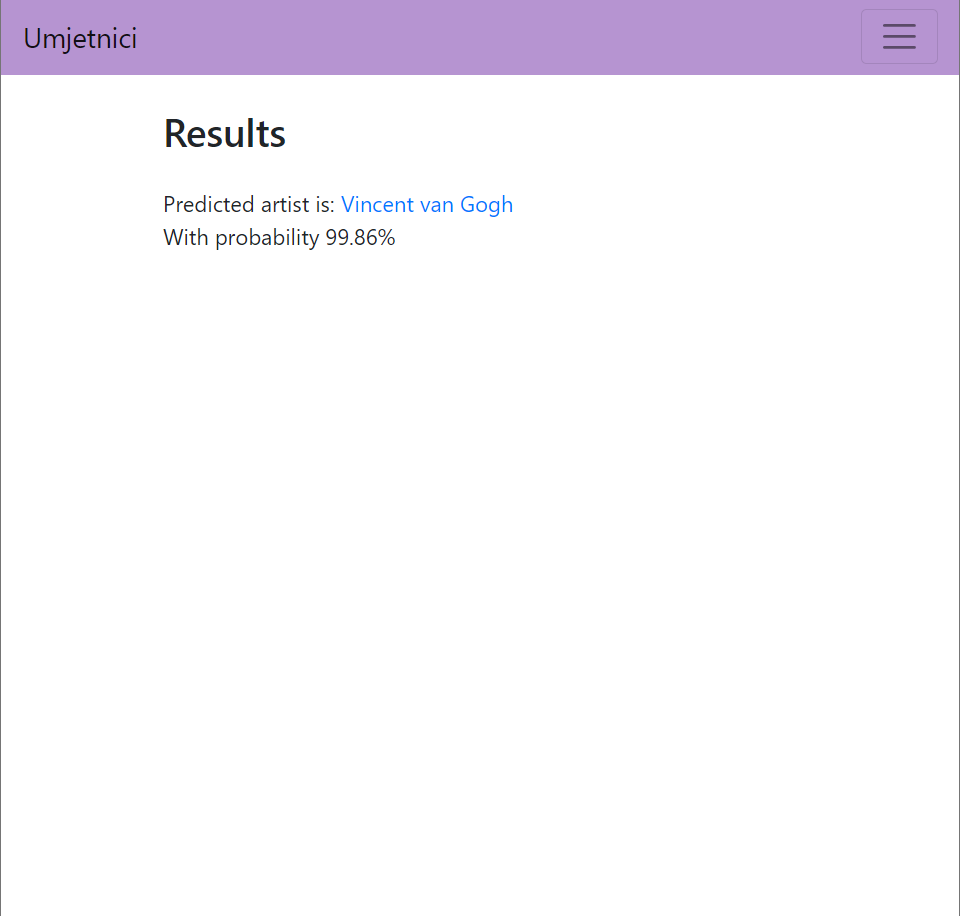 Umjetnici
Results
Predicted artist is: Vincent van Gogh
With probability 99.86%